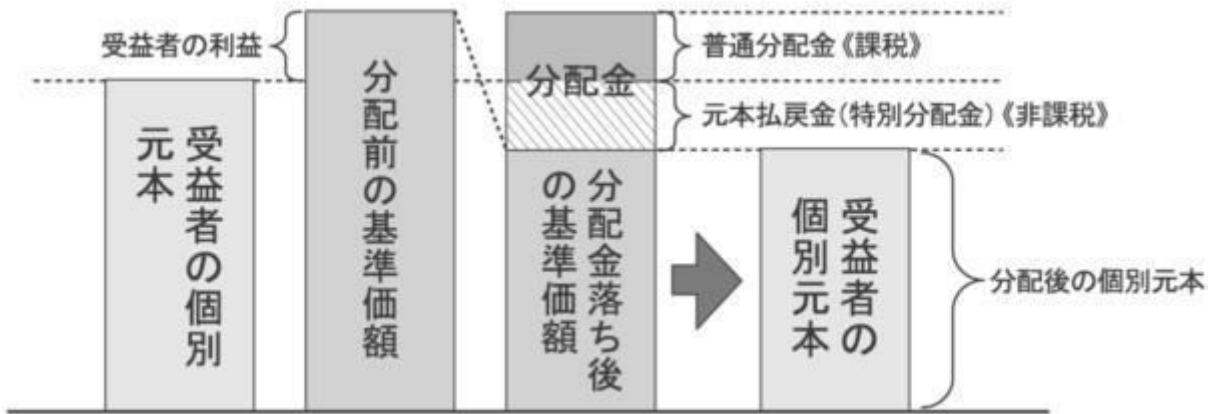 受益者の利益
受益者の個別
元本
分配前の基準価額
分配金
分配金落ち後
の基準価額
普通分配金《課税》
元本払戻金(特別分配金)《非課税》
受益者の
個別元本
分配後の個別元本